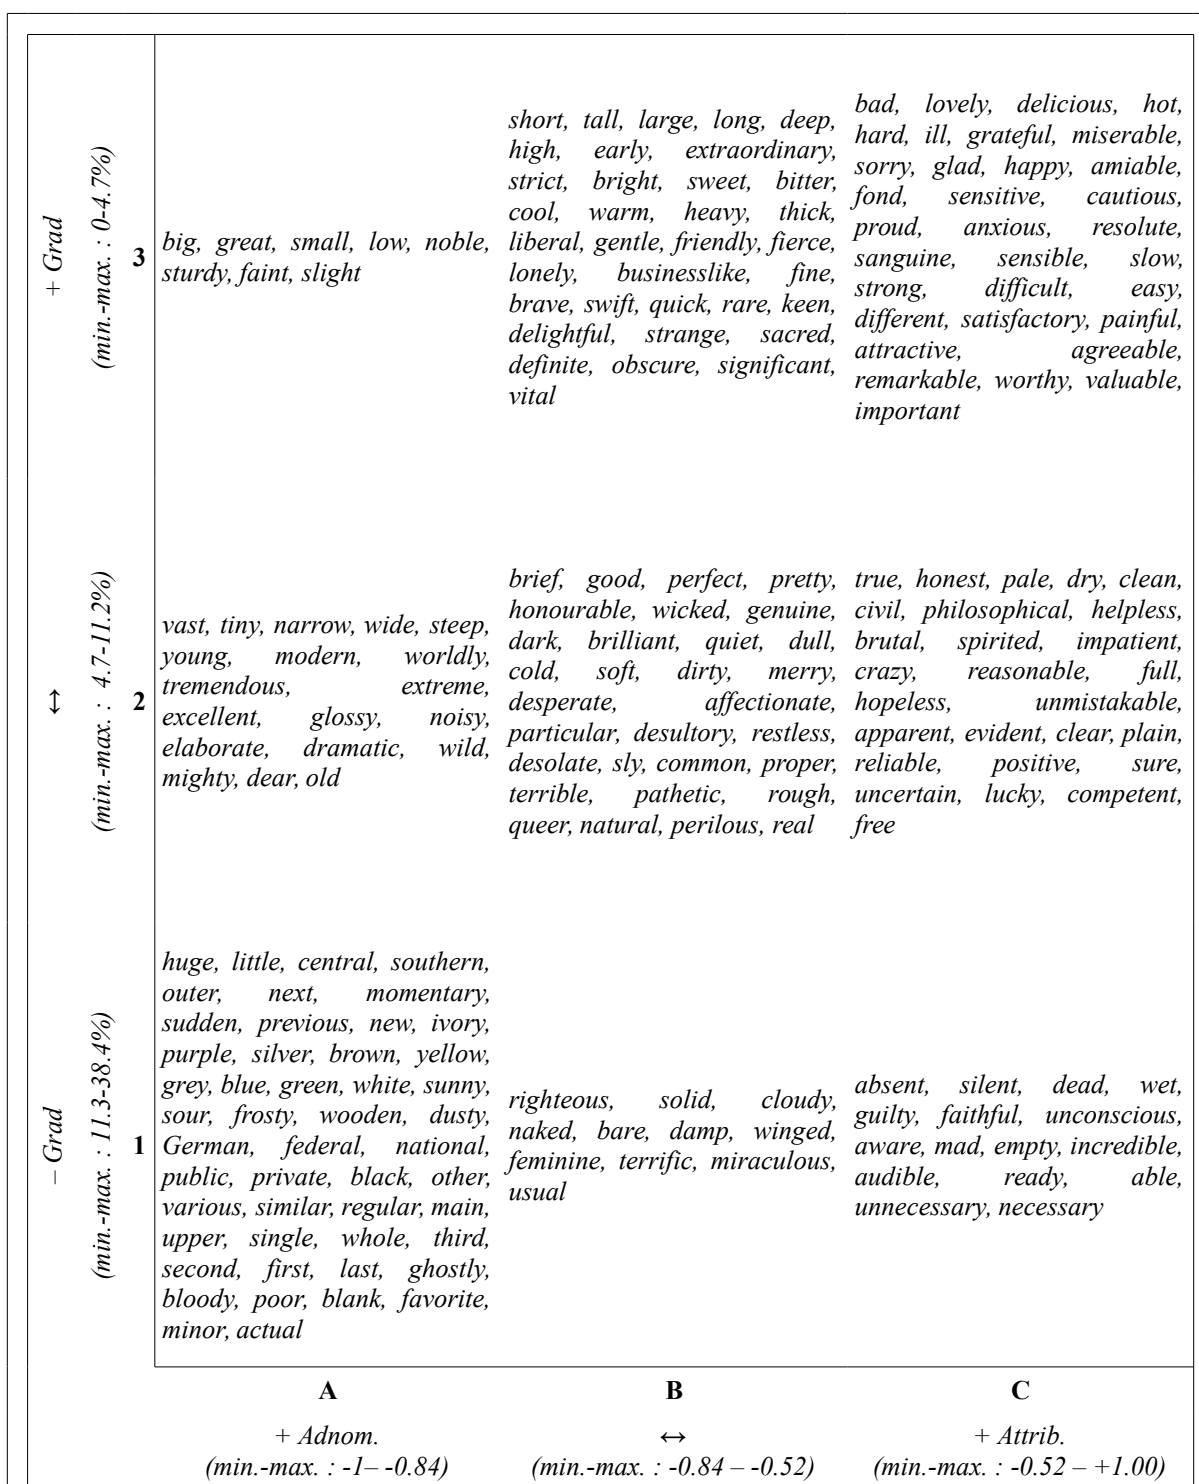 + Grad
(min.-max. : 0-4.7%)
3
big, great, small, low, noble,
sturdy, faint, slight
short, tall, large, long, deep,
high, early, extraordinary,
strict, bright, sweet, bitter,
cool, warm, heavy, thick,
liberal, gentle, friendly, fierce,
lonely, businesslike, fine,
brave, swift, quick, rare, keen,
delightful, strange, sacred,
definite, obscure, significant,
vital
bad, lovely, delicious, hot,
hard, ill, grateful, miserable,
sorry, glad, happy, amiable,
fond, sensitive, cautious,
proud, anxious, resolute,
sanguine, sensible, slow,
strong, difficult, easy,
different, satisfactory, painful,
attractive, agreeable,
remarkable, worthy, valuable,
important
↔
(min.-max. : 4.7-11.2%)
2
vast, tiny, narrow, wide, steep,
young, modern, worldly,
tremendous, extreme,
excellent, glossy, noisy,
elaborate, dramatic, wild,
mighty, dear, old
brief, good, perfect, pretty,
honourable, wicked, genuine,
dark, brilliant, quiet, dull,
cold, soft, dirty, merry,
desperate, affectionate,
particular, desultory, restless,
desolate, sly, common, proper,
terrible, pathetic, rough,
queer, natural, perilous, real
true, honest, pale, dry, clean,
civil, philosophical, helpless,
brutal, spirited, impatient,
crazy, reasonable, full,
hopeless, unmistakable,
apparent, evident, clear, plain,
reliable, positive, sure,
uncertain, lucky, competent,
free
– Grad
(min.-max. : 11.3-38.4%)
1
huge, little, central, southern,
outer, next, momentary,
sudden, previous, new, ivory,
purple, silver, brown, yellow,
grey, blue, green, white, sunny,
sour, frosty, wooden, dusty,
German, federal, national,
public, private, black, other,
various, similar, regular, main,
upper, single, whole, third,
second, first, last, ghostly,
bloody, poor, blank, favorite,
minor, actual
righteous, solid, cloudy,
naked, bare, damp, winged,
feminine, terrific, miraculous,
usual
absent, silent, dead, wet,
guilty, faithful, unconscious,
aware, mad, empty, incredible,
audible, ready, able,
unnecessary, necessary
A
B
C
+ Adnom.
↔
+ Attrib.
(min.-max. : -1– -0.84)
(min.-max. : -0.84 – -0.52)
(min.-max. : -0.52 – +1.00)